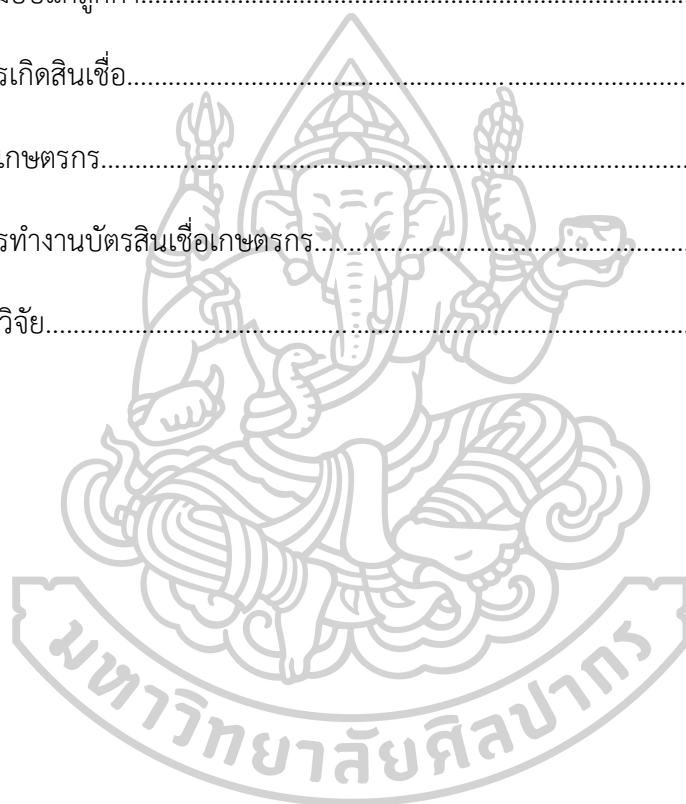 รเกิดสินเชื่อ................................................................................
เกษตรกร................................................................................
รทำงานบัตรสินเชื่อเกษตรกร.....................................................
วิจัย................................................................................
มหาวิทยาลัยศิลปากร